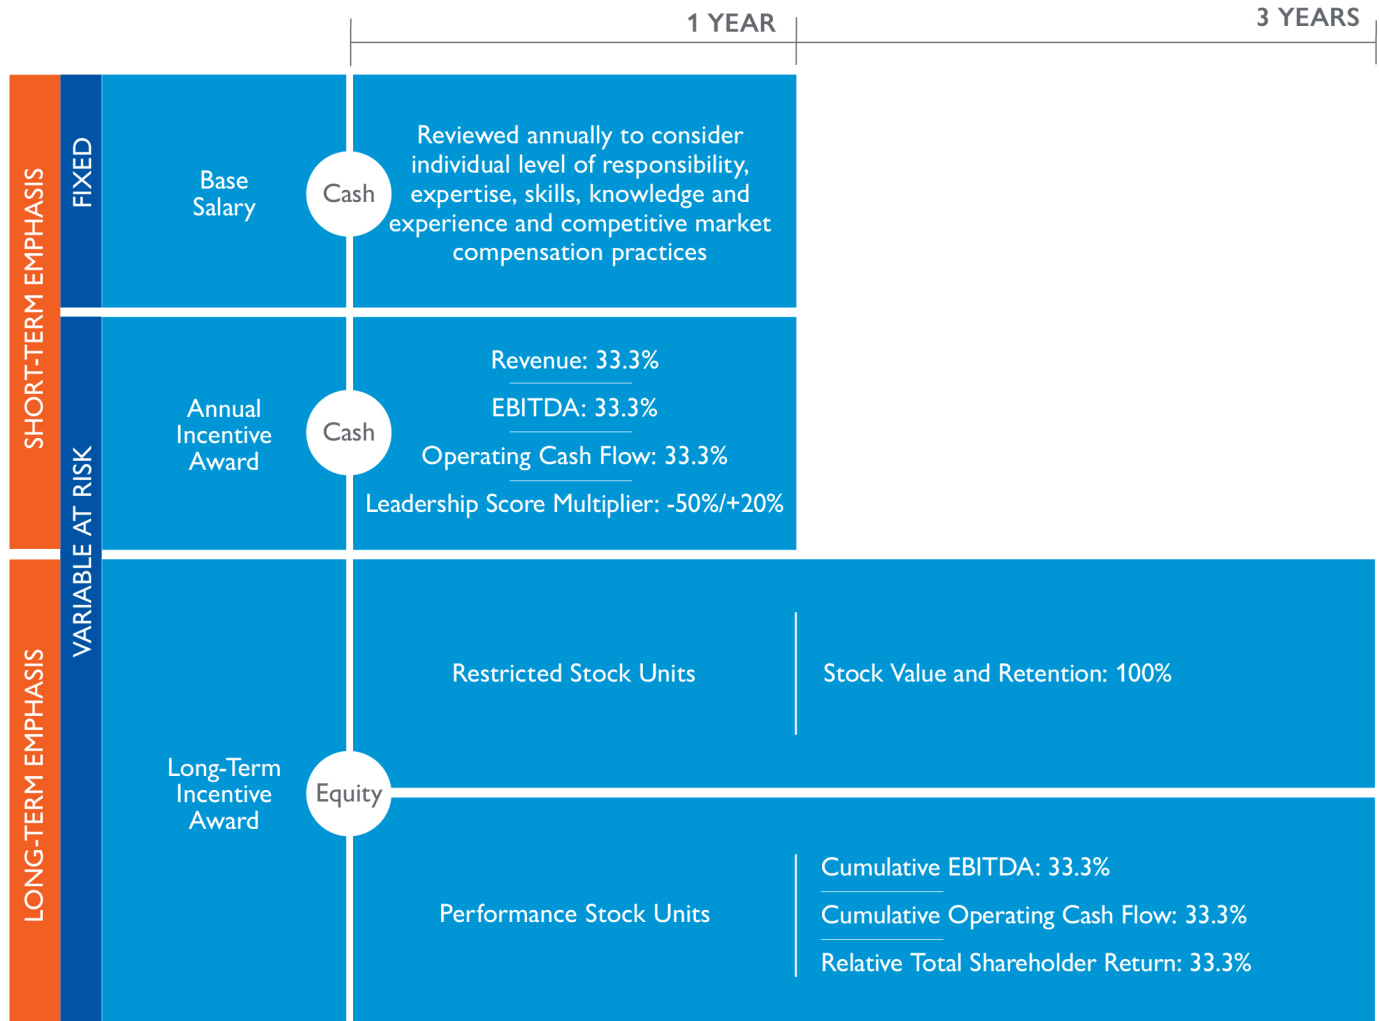 1 YEAR
3 YEARS
SHORT-TERM EMPHASIS
FIXED
Base
Salary
Cash
Reviewed annually to consider
individual level of responsibility,
expertise, skills, knowledge and
experience and competitive market
compensation practices
VARIABLE AT RISK
Annual
Incentive
Award
Cash
Revenue: 33.3%
EBITDA: 33.3%
Operating Cash Flow: 33.3%
Leadership Score Multiplier: -50%/+20%
LONG-TERM EMPHASIS
Long-Term
Incentive
Award
Equity
Restricted Stock Units
Stock Value and Retention: 100%
Performance Stock Units
Cumulative EBITDA: 33.3%
Cumulative Operating Cash Flow: 33.3%
Relative Total Shareholder Return: 33.3%